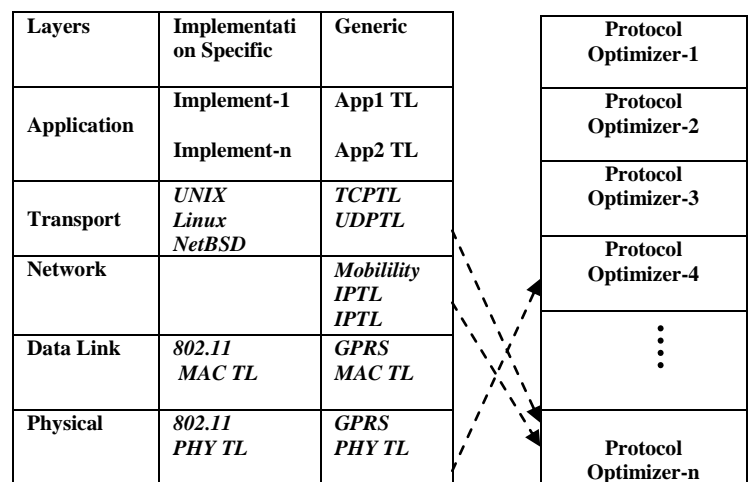 Layers
Implementati
on Specific
Generic
Application
Implement-1
Implement-n
App1 TL
App2 TL
Transport
UNIX
Linux
NetBSD
TCPTL
UDPTL
Network
Mobilility
IPTL
IPTL
Data Link
802.11
MAC TL
GPRS
MAC TL
Physical
802.11
PHY TL
GPRS
PHY TL
Protocol
Optimizer-1
Protocol
Optimizer-2
Protocol
Optimizer-3
Protocol
Optimizer-4
Protocol
Optimizer-n